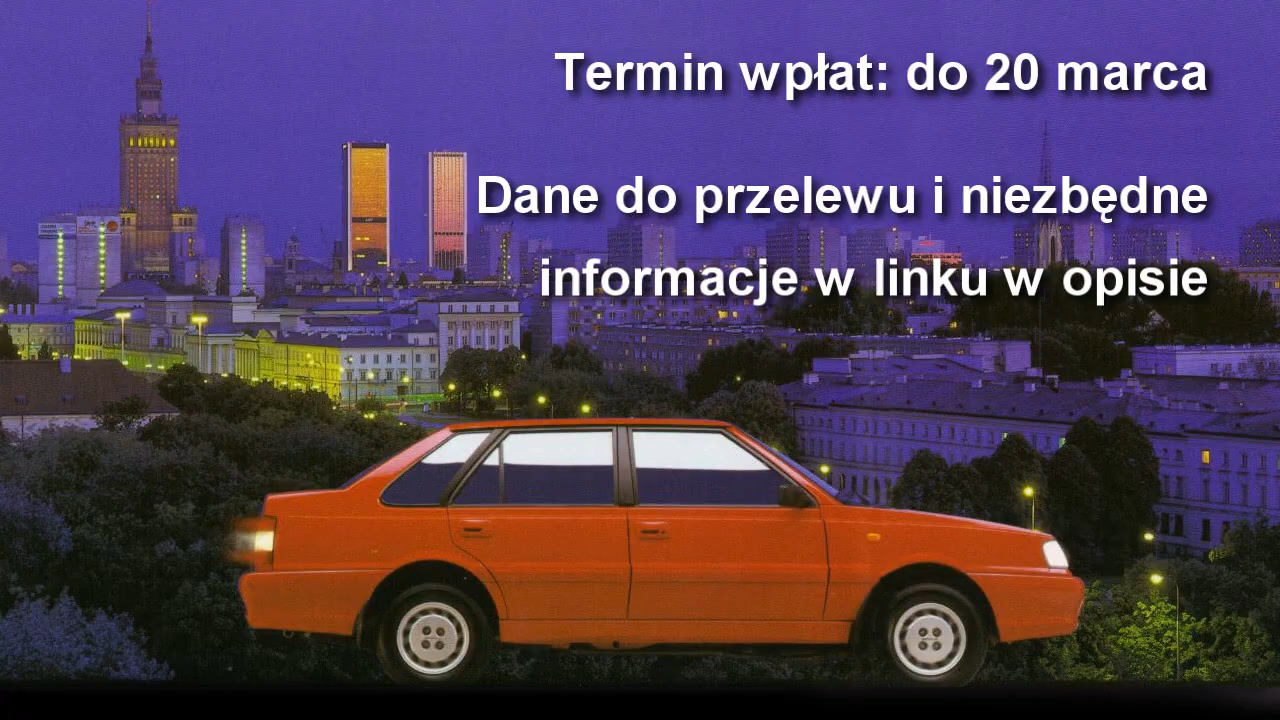 Termin wpłat: do 20 marca
Dane do przelewu i niezbędne
informacje w linku w opisie